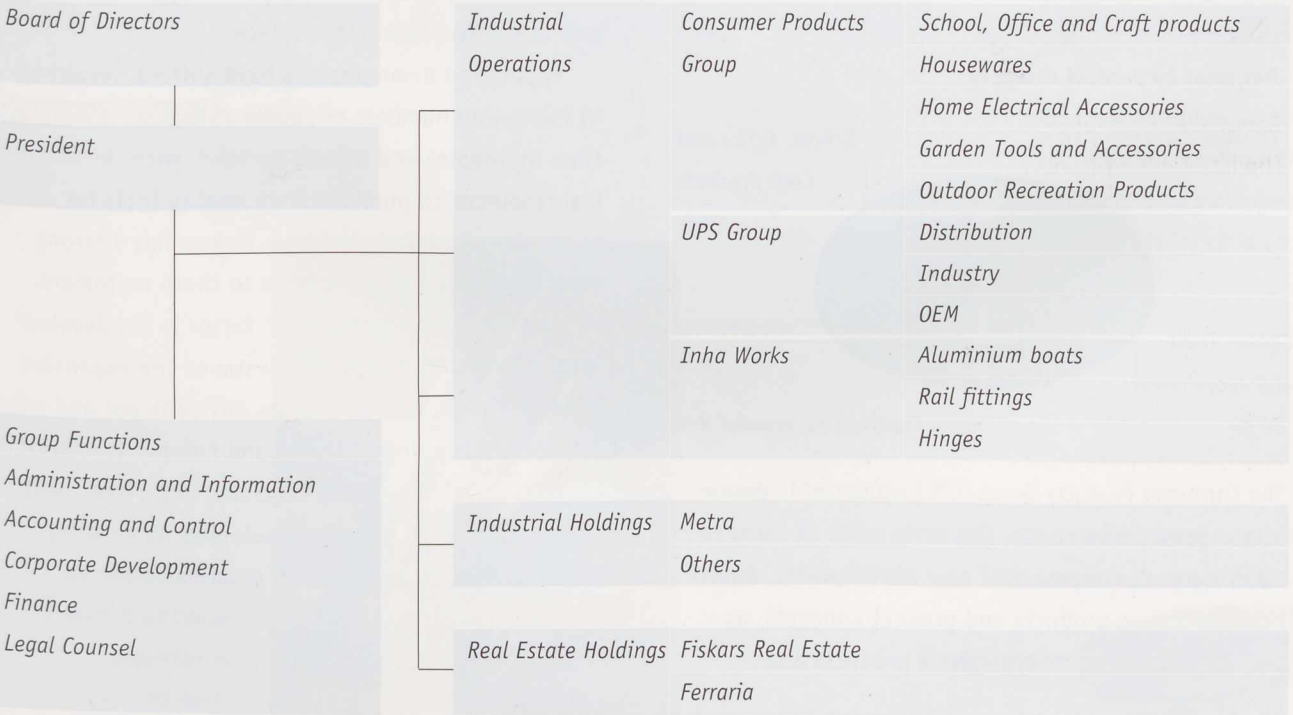 Board of Directors
President
Group Functions
Administration and Information
Accounting and Control
Corporate Development
Finance
Legal Counsel
Industrial
Operations
Consumer Products
Group
School, Office and Craft products
Housewares
Home Electrical Accessories
Garden Tools and Accessories
Outdoor Recreation Products
UPS Group
Distribution
Industry
OEM
Inha Works
Aluminium boats
Rail fittings
Hinges
Industrial Holdings
Metra
Others
Real Estate Holdings
Fiskars Real Estate
Ferraria